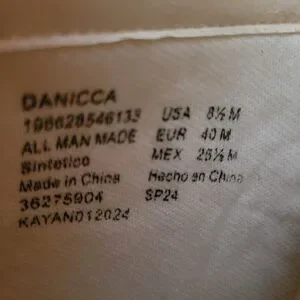 DANICCA
196628546133 USA 8½ M
ALL MAN MADE EUR 40 M
Sintetico MEX 25½ M
Made in China Hecho en China
36275904 SP24
KAYAN012024